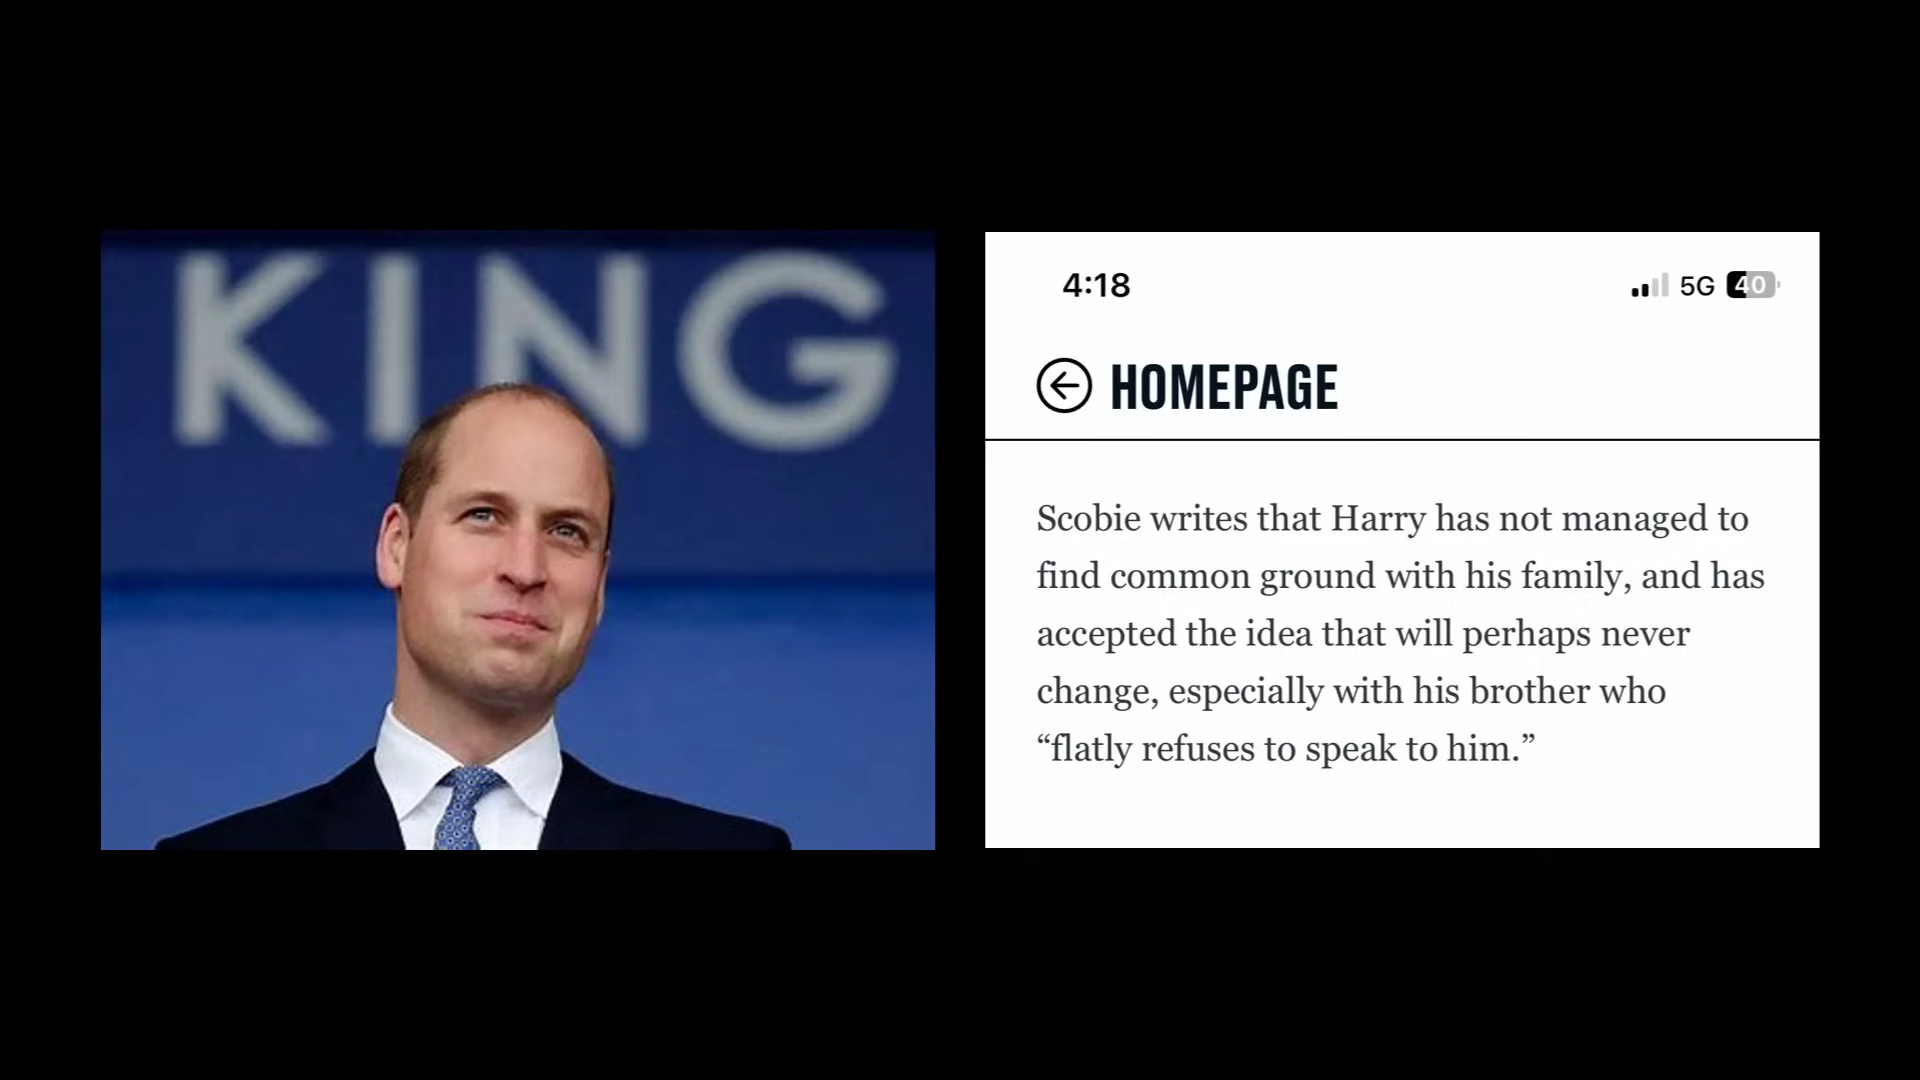 KING
4:18
5G 40
HOMEPAGE
Scobie writes that Harry has not managed to
find common ground with his family, and has
accepted the idea that will perhaps never
change, especially with his brother who
“flatly refuses to speak to him.”